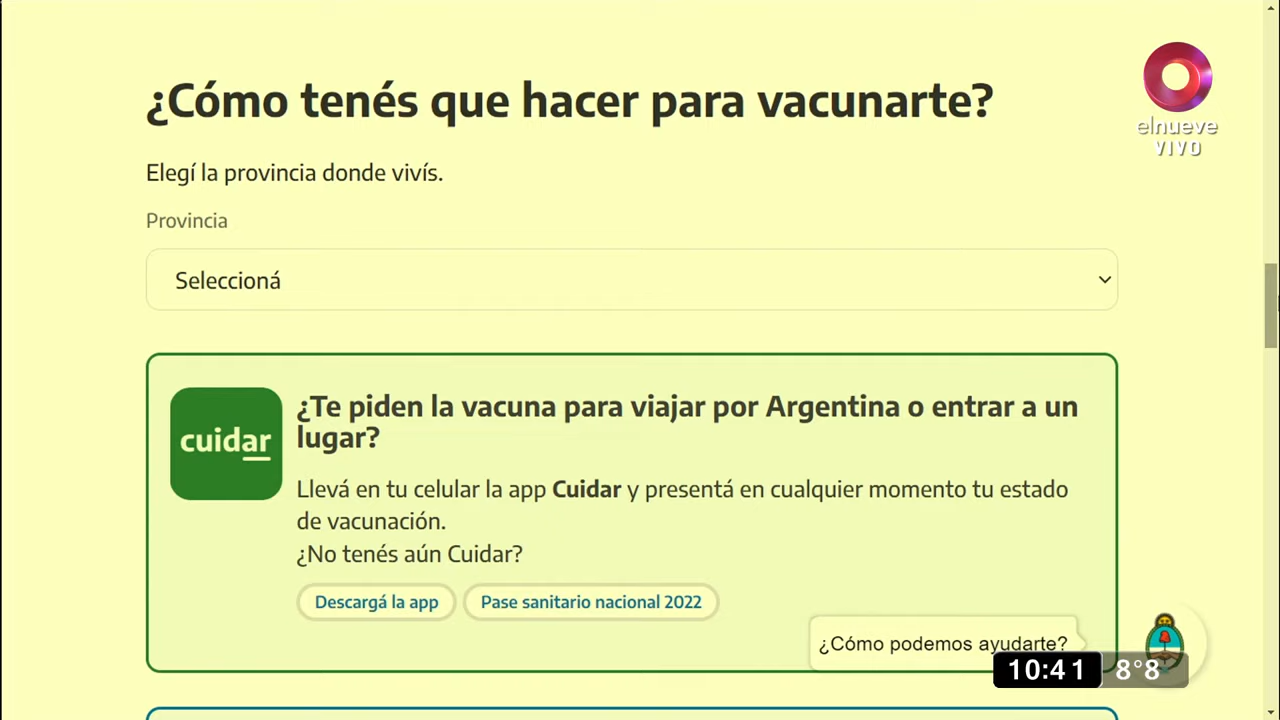 ¿Cómo tenés que hacer para vacunarte?
elnueve
VIVO
Elegí la provincia donde vivís.
Provincia
Seleccioná
cuidar
¿Te piden la vacuna para viajar por Argentina o entrar a un
lugar?
Llevá en tu celular la app Cuidar y presentá en cualquier momento tu estado
de vacunación.
¿No tenés aún Cuidar?
Descargá la app
Pase sanitario nacional 2022
¿Cómo podemos ayudarte?
10:41 8°8